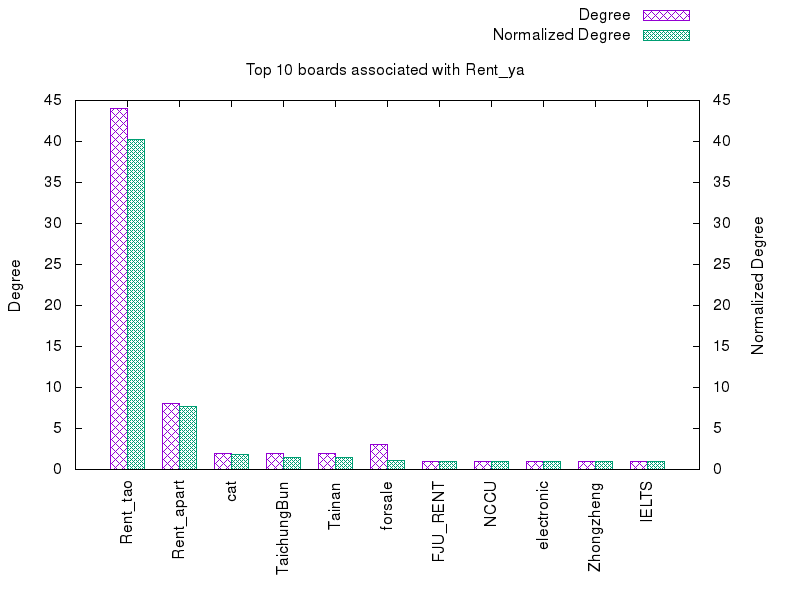 Degree
Normalized Degree
Top 10 boards associated with Rent_ya
45 45
40 40
35 35
30 30
25 25
20 20
15 15
10 10
5 5
0 0
Degree
Normalized Degree
Rent_tao
Rent_apart
cat
TaichungBun
Tainan
forsale
FJU_RENT
NCCU
electronic
Zhongzheng
IELTS